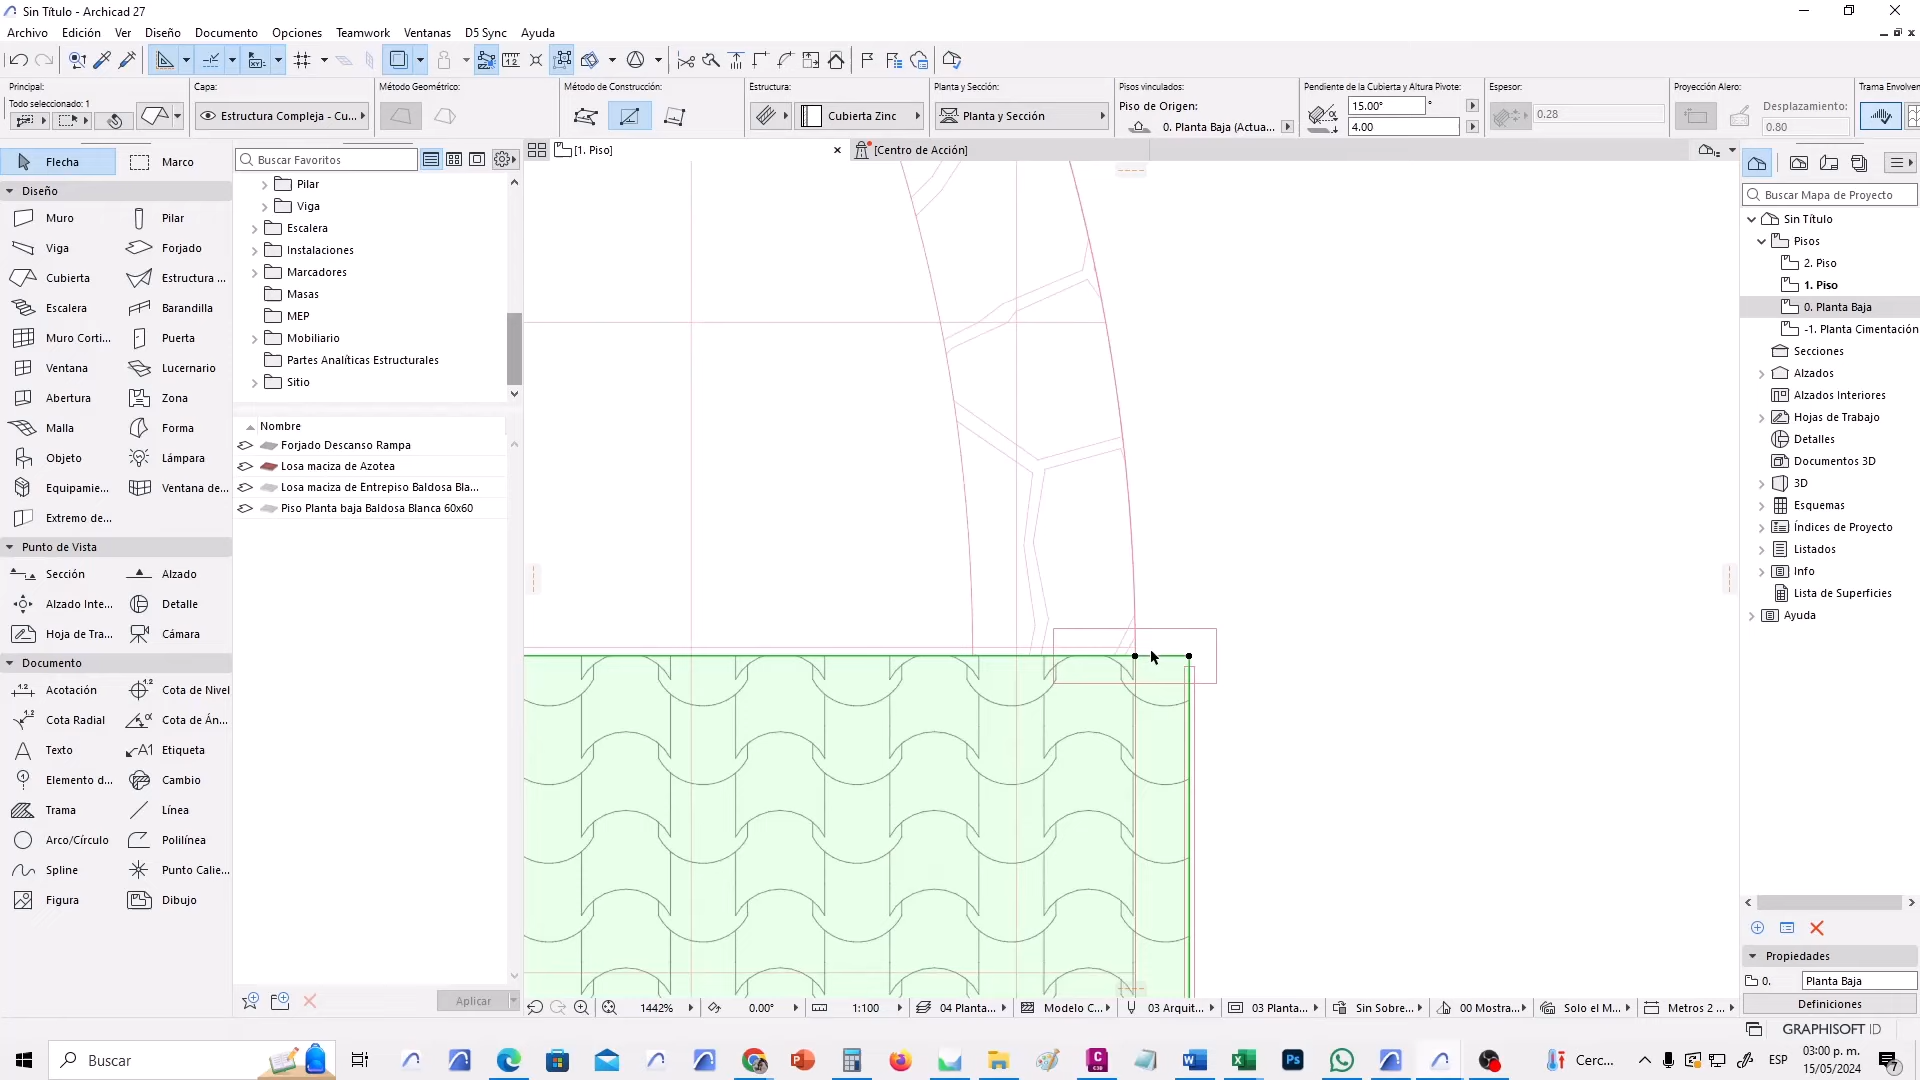 Sin Título - Archicad 27
Archivo Edición Ver Diseño Documento Opciones Teamwork Ventanas D5 Sync Ayuda
Principal:
Todo seleccionado: 1
Capa:
Estructura Compleja - Cu...
Método Geométrico:
Método de Construcción:
Estructura:
Cubierta Zinc
Planta y Sección:
Planta y Sección
Pisos vinculados:
Piso de Origen:
0. Planta Baja (Actua...
Pendiente de la Cubierta y Altura Pivote:
15.00° °
4.00
Espesor:
0.28
Proyección Alero:
Desplazamiento:
0.80
Trama Envolven
Flecha Marco
Diseño
Muro Pilar
Viga Forjado
Cubierta Estructura ...
Escalera Barandilla
Muro Corti... Puerta
Ventana Lucernario
Abertura Zona
Malla Forma
Objeto Lámpara
Equipamie... Ventana de...
Extremo de...
Punto de Vista
Sección Alzado
Alzado Inte... Detalle
Hoja de Tra... Cámara
Documento
Acotación Cota de Nivel
Cota Radial Cota de Án...
Texto Etiqueta
Elemento d... Cambio
Trama Línea
Arco/Círculo Polilínea
Spline Punto Calie...
Figura Dibujo
Buscar Favoritos
Pilar
Viga
Escalera
Instalaciones
Marcadores
Masas
MEP
Mobiliario
Partes Analíticas Estructurales
Sitio
Nombre
Forjado Descanso Rampa
Losa maciza de Azotea
Losa maciza de Entrepiso Baldosa Bla...
Piso Planta baja Baldosa Blanca 60x60
Aplicar
[1. Piso] [Centro de Acción]
1442% 0.00° 1:100 04 Planta... Modelo C... 03 Arquit... 03 Planta... Sin Sobre... 00 Mostra... Solo el M... Metros 2 ...
Buscar Mapa de Proyecto
Sin Título
Pisos
2. Piso
1. Piso
0. Planta Baja
-1. Planta Cimentación
Secciones
Alzados
Alzados Interiores
Hojas de Trabajo
Detalles
Documentos 3D
3D
Esquemas
Índices de Proyecto
Listados
Info
Lista de Superficies
Ayuda
Propiedades
0. Planta Baja
Definiciones
GRAPHISOFT ID
Buscar
Cerc...
ESP
03:00 p. m.
15/05/2024
7